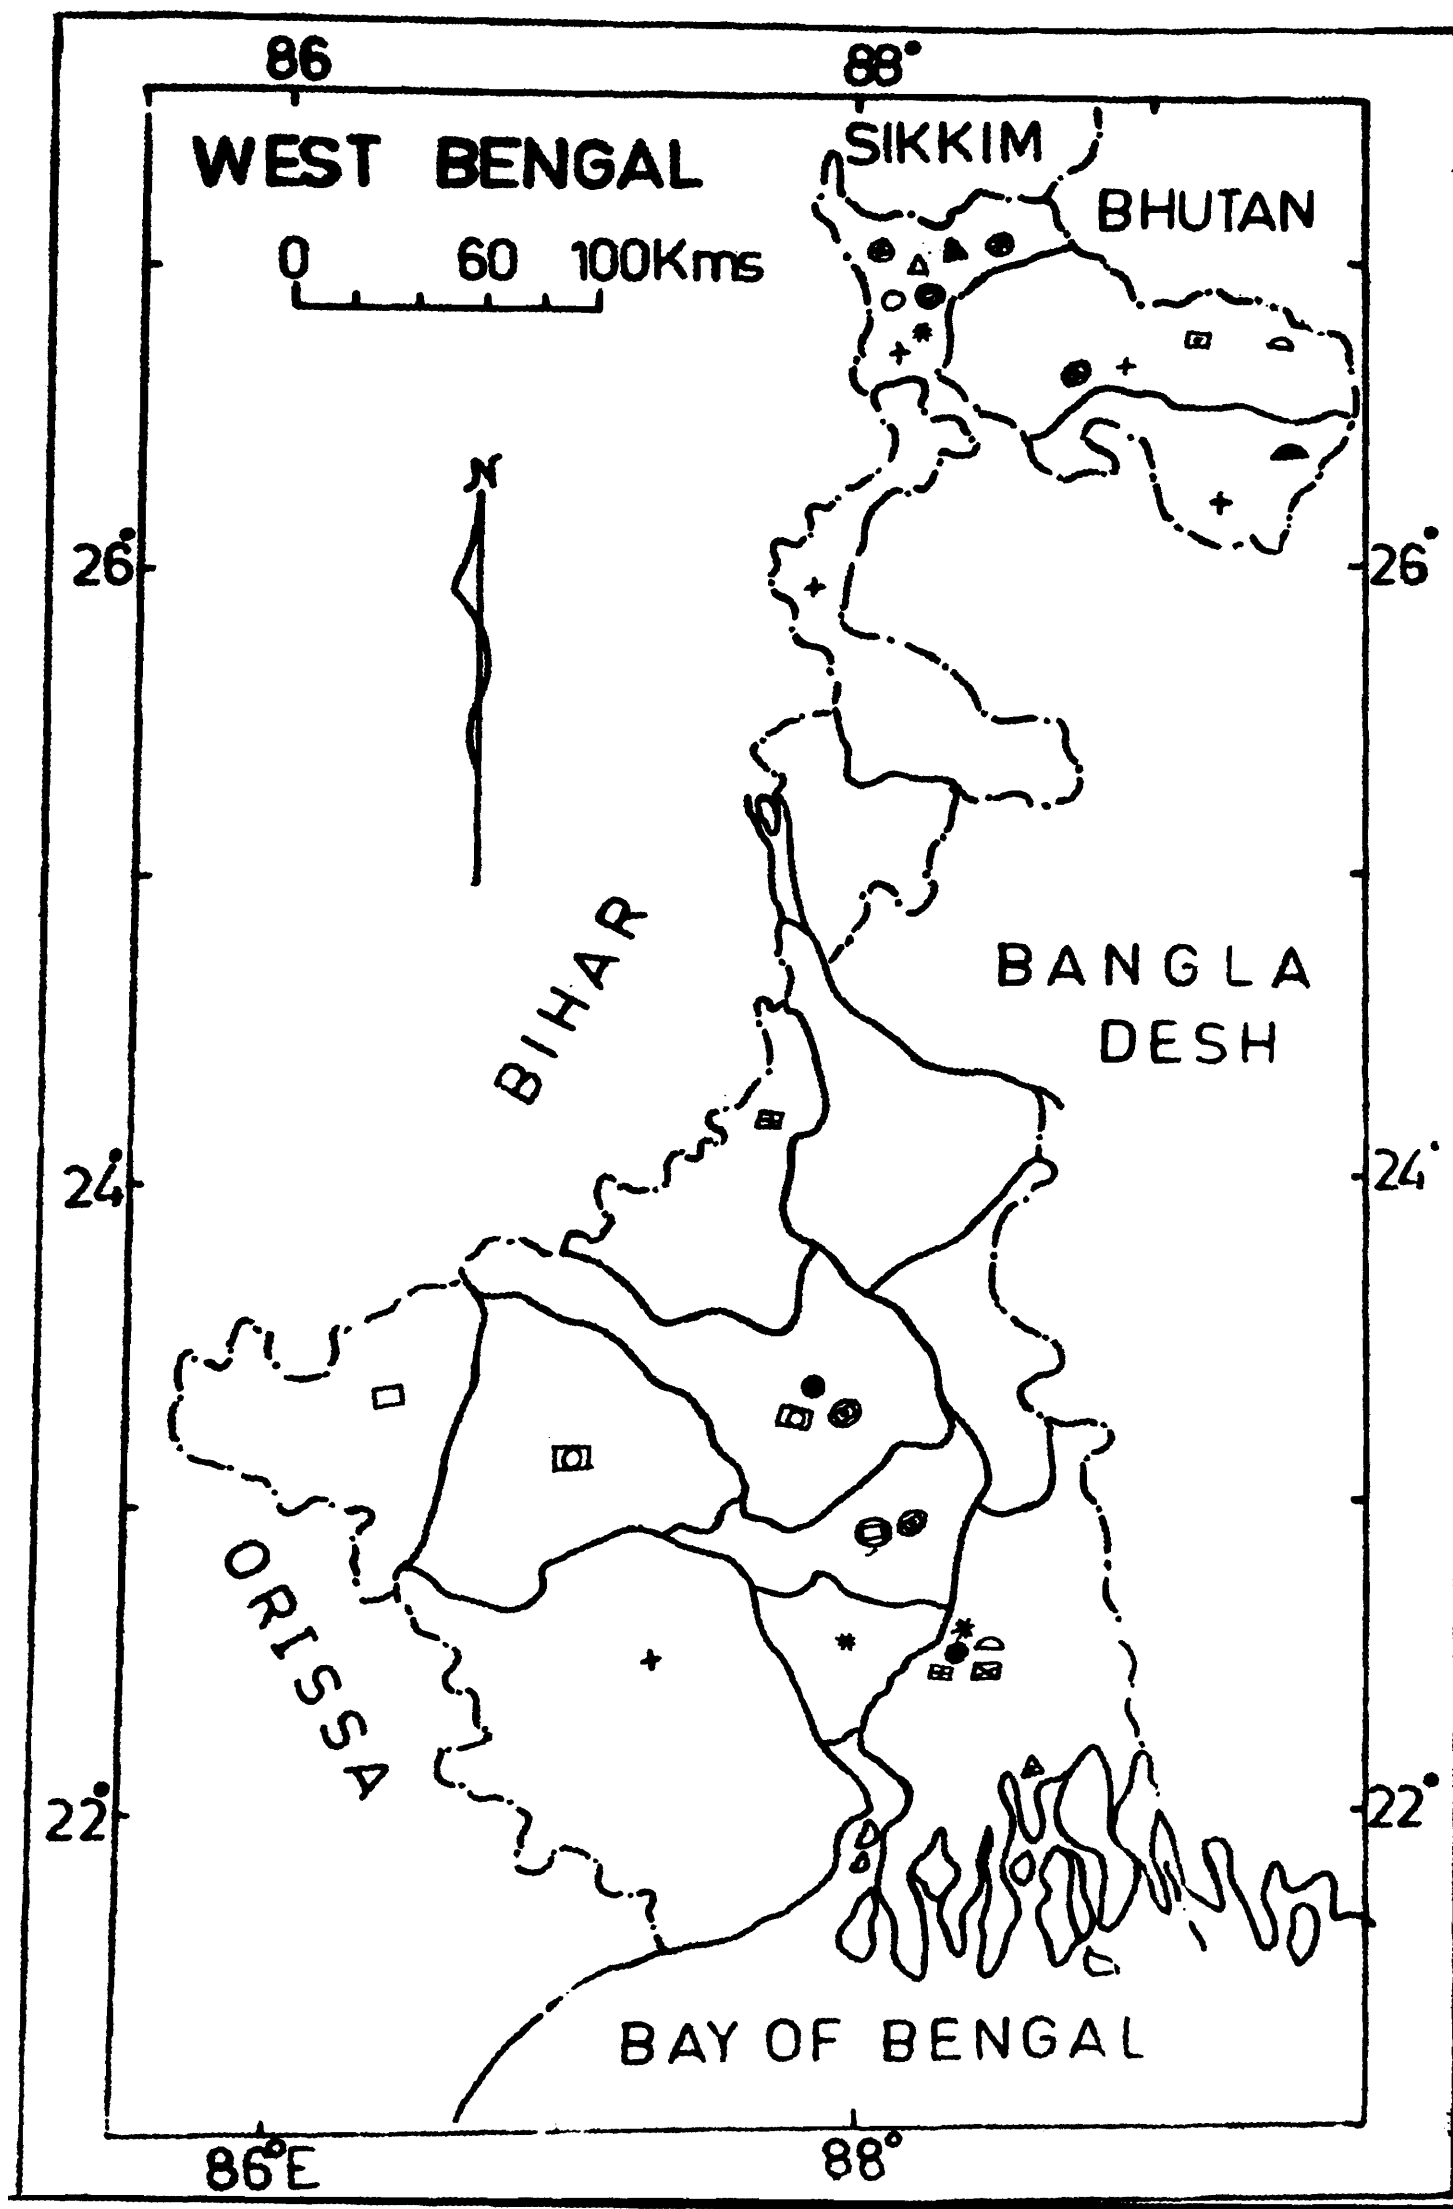 86 88°
WEST BENGAL
SIKKIM
BHUTAN
0 60 100Kms
N
26° 26°
BIHAR
BANGLA
DESH
24° 24°
ORISSA
22° 22°
BAY OF BENGAL
86°E 88°